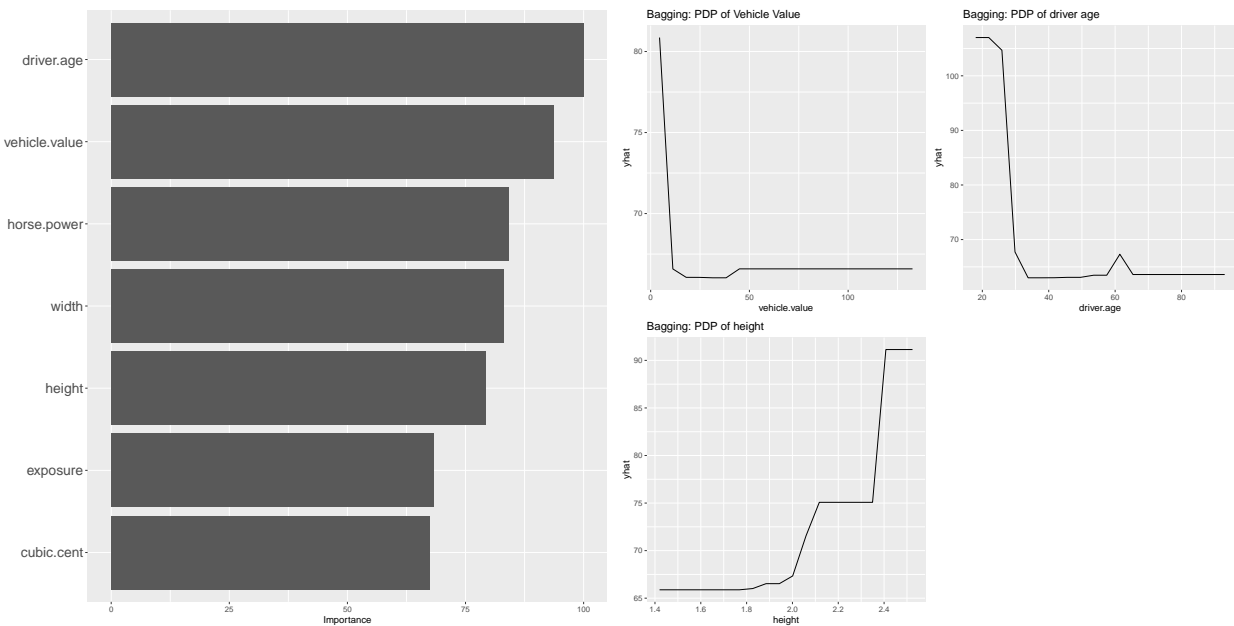 driver.age
vehicle.value
horse.power
width
height
exposure
cubic.cent
0 25 50 75 100
Importance
Bagging: PDP of Vehicle Value
80
75
70
yhat
0 50 100
vehicle.value
Bagging: PDP of driver age
100
90
80
70
yhat
20 40 60 80
driver.age
Bagging: PDP of height
90
85
80
75
70
65
yhat
1.4 1.6 1.8 2.0 2.2 2.4
height